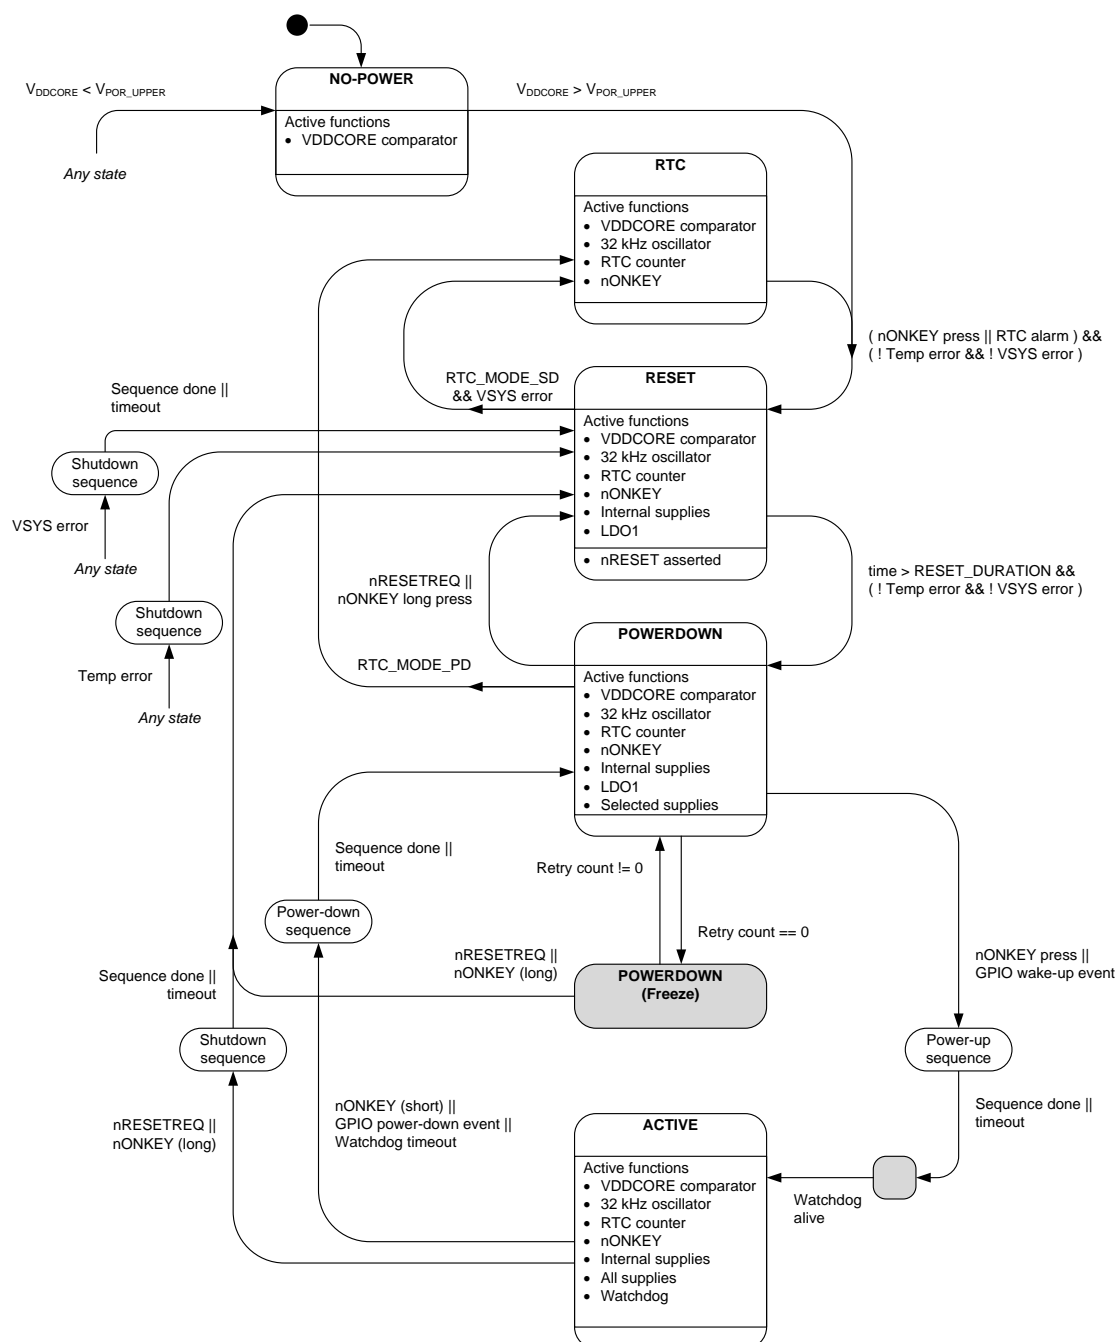 NO-POWER
VDDCORE < VPOR_UPPER
VDDCORE > VPOR_UPPER
Active functions
• VDDCORE comparator
Any state
RTC
Active functions
• VDDCORE comparator
• 32 kHz oscillator
• RTC counter
• nONKEY
( nONKEY press || RTC alarm ) &&
( ! Temp error && ! VSYS error )
RTC_MODE_SD
&& VSYS error
RESET
Sequence done ||
timeout
Active functions
• VDDCORE comparator
• 32 kHz oscillator
• RTC counter
• nONKEY
• Internal supplies
• LDO1
• nRESET asserted
Shutdown
sequence
VSYS error
Any state
nRESETREQ ||
nONKEY long press
time > RESET_DURATION &&
( ! Temp error && ! VSYS error )
Shutdown
sequence
Temp error
Any state
POWERDOWN
RTC_MODE_PD
Active functions
• VDDCORE comparator
• 32 kHz oscillator
• RTC counter
• nONKEY
• Internal supplies
• LDO1
• Selected supplies
Sequence done ||
timeout
Retry count != 0
Power-down
sequence
Retry count == 0
nRESETREQ ||
nONKEY (long)
POWERDOWN
(Freeze)
nONKEY press ||
GPIO wake-up event
Sequence done ||
timeout
Shutdown
sequence
Power-up
sequence
nRESETREQ ||
nONKEY (long)
nONKEY (short) ||
GPIO power-down event ||
Watchdog timeout
ACTIVE
Sequence done ||
timeout
Active functions
• VDDCORE comparator
• 32 kHz oscillator
• RTC counter
• nONKEY
• Internal supplies
• All supplies
• Watchdog
Watchdog
alive